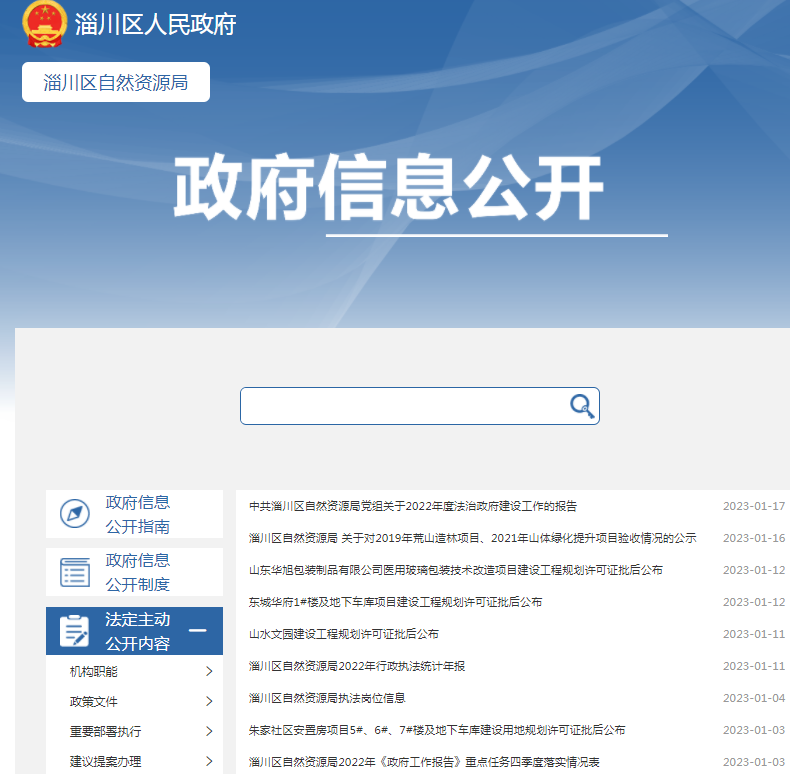 淄川区人民政府
淄川区自然资源局
政府信息公开
政府信息
公开指南
政府信息
公开制度
法定主动
公开内容
机构职能
政策文件
重要部署执行
建议提案办理
中共淄川区自然资源局党组关于2022年度法治政府建设工作的报告 2023-01-17
淄川区自然资源局 关于对2019年荒山造林项目、2021年山体绿化提升项目验收情况的公示 2023-01-16
山东华旭包装制品有限公司医用玻璃包装技术改造项目建设工程规划许可证批后公布 2023-01-12
东城华府1#楼及地下车库项目建设工程规划许可证批后公布 2023-01-12
山水文园建设工程规划许可证批后公布 2023-01-11
淄川区自然资源局2022年行政执法统计年报 2023-01-11
淄川区自然资源局执法岗位信息 2023-01-04
朱家社区安置房项目5#、6#、7#楼及地下车库建设用地规划许可证批后公布 2023-01-03
淄川区自然资源局2022年《政府工作报告》重点任务四季度落实情况表 2023-01-03